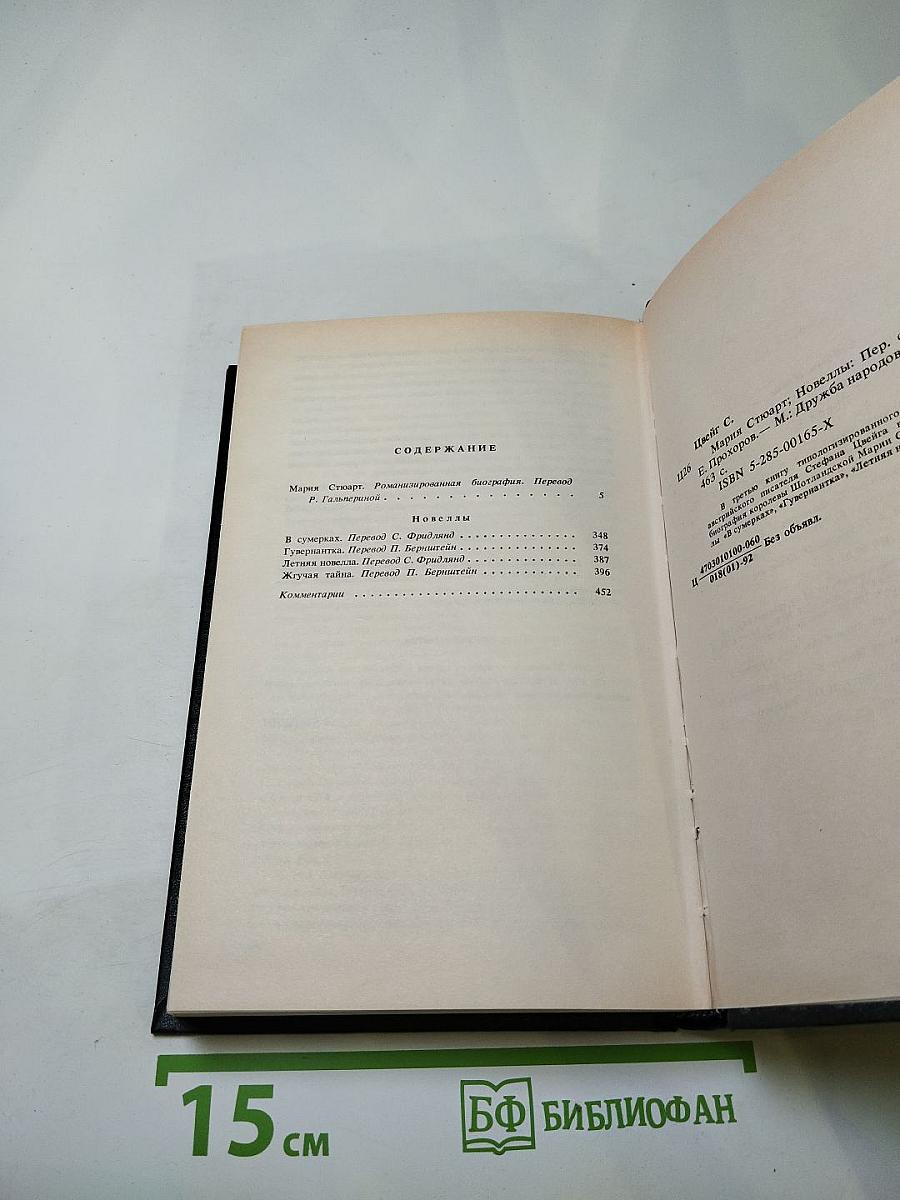 СОДЕРЖАНИЕ
Мария Стюарт. Романизированная биография. Перевод
Р. Гальпериной . . . . . . . . . . . . . . . . . 5
Новеллы
В сумерках. Перевод С. Фридлянд . . . . . . . . . . . . . . . 348
Гувернантка. Перевод П. Бернштейн . . . . . . . . . . . . . . . 374
Летняя новелла. Перевод С. Фридлянд . . . . . . . . . . . . . . 387
Жгучая тайна. Перевод П. Бернштейн . . . . . . . . . . . . 396
Комментарии . . . . . . . . . . . . . . . . . . . . . . . . . . . . 452
Цвейг С.
Ц26 Мария Стюарт; Новеллы: Пер. с
Е. Прохоров.— М.: Дружба народов
463 с.
ISBN 5-285-00165-X
В третью книгу типологизированного
австрийского писателя Стефана Цвейга
биография королевы Шотландской Марии С
лы «В сумерках», «Гувернантка», «Летняя н
Ц 4703010100-060 Без объявл.
018(01)-92
15 см
БФ БИБЛИОФАН